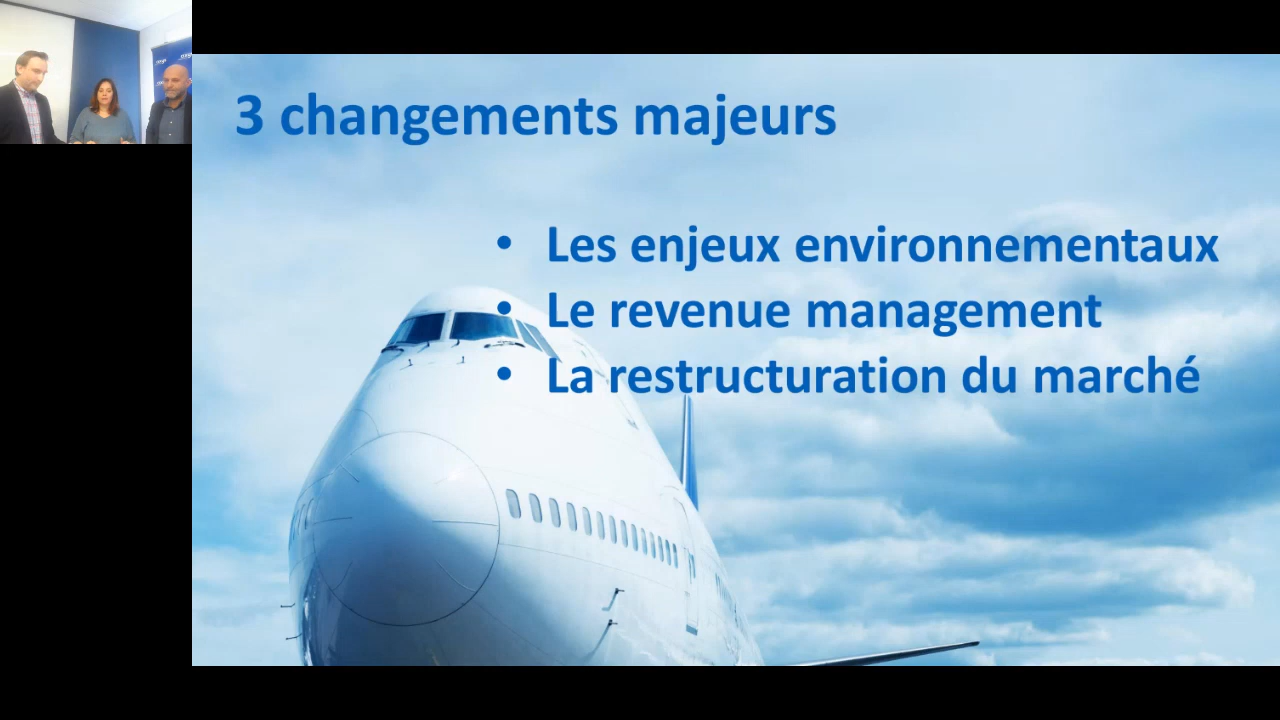 3 changements majeurs
• Les enjeux environnementaux
• Le revenue management
• La restructuration du marché